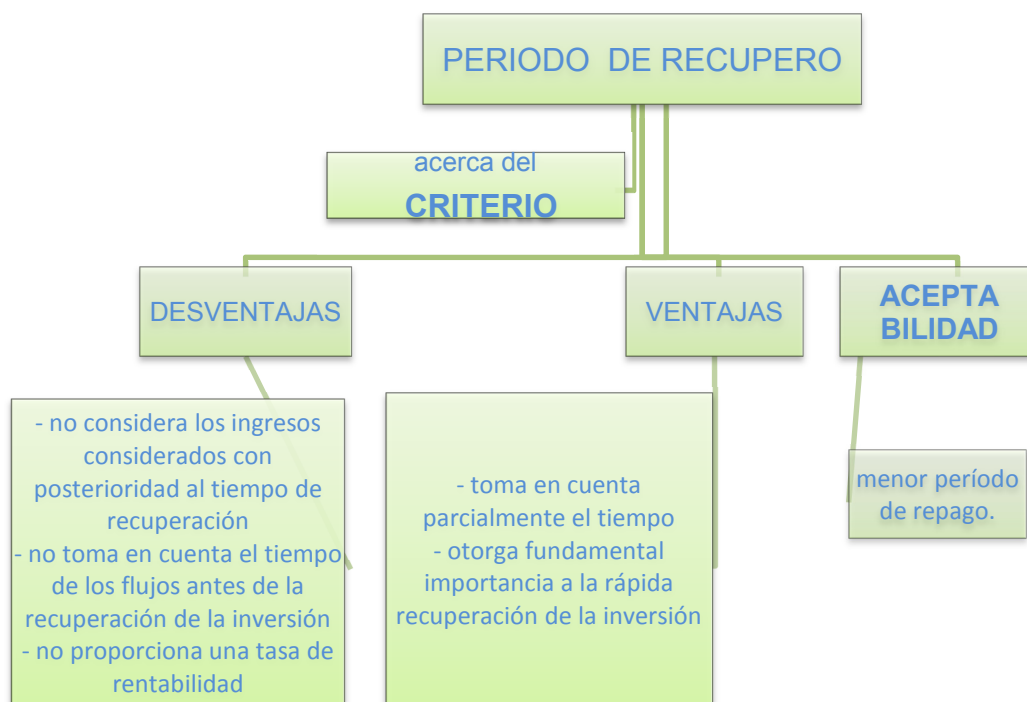 PERIODO DE RECUPERO
acerca del
CRITERIO
DESVENTAJAS
- no considera los ingresos
considerados con
posterioridad al tiempo de
recuperación
- no toma en cuenta el tiempo
de los flujos antes de la
recuperación de la inversión
- no proporciona una tasa de
rentabilidad
VENTAJAS
- toma en cuenta
parcialmente el tiempo
- otorga fundamental
importancia a la rápida
recuperación de la inversión
ACEPTA
BILIDAD
menor período
de repago.